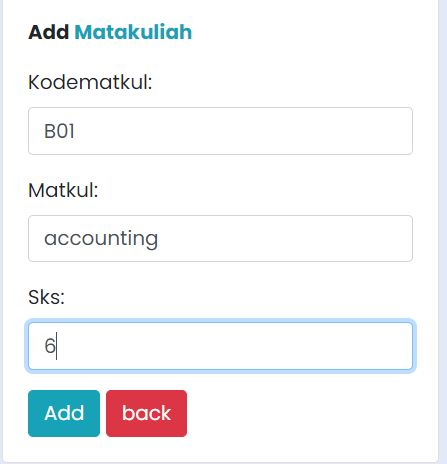 Add Matakuliah
Kodematkul:
B01
Matkul:
accounting
Sks:
6
Add back